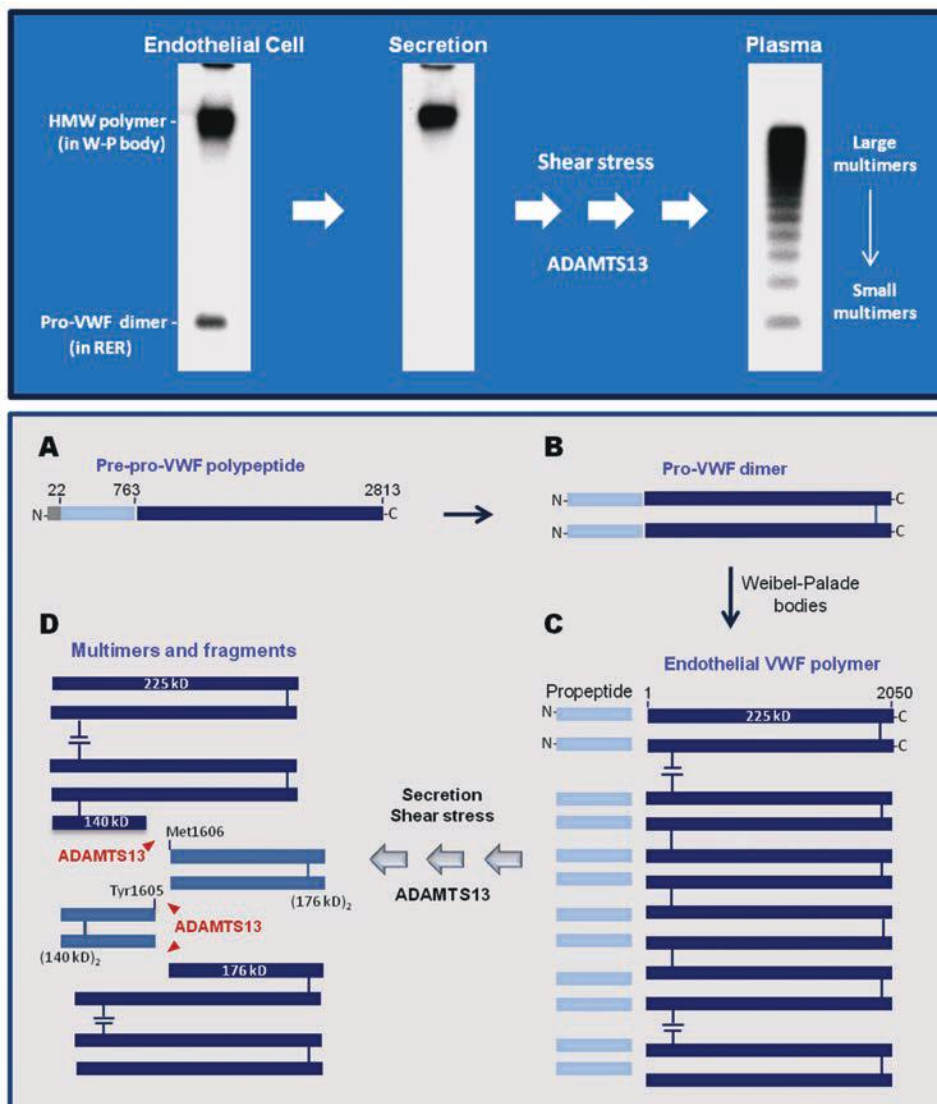 Endothelial Cell
Secretion
Plasma
HMW polymer -
(in W-P body)
Shear stress
ADAMTS13
Large
multimers
Small
multimers
Pro-VWF dimer -
(in RER)
A
Pre-pro-VWF polypeptide
22 763 2813
N- -C
B
Pro-VWF dimer
N- -C
N- -C
Weibel-Palade
bodies
C
Endothelial VWF polymer
Propeptide 1 2050
N- 225 kD -C
N- -C
Secretion
Shear stress
ADAMTS13
D
Multimers and fragments
225 kD
140 kD
ADAMTS13
Met1606
(176 kD)2
Tyr1605
ADAMTS13
(140 kD)2
176 kD